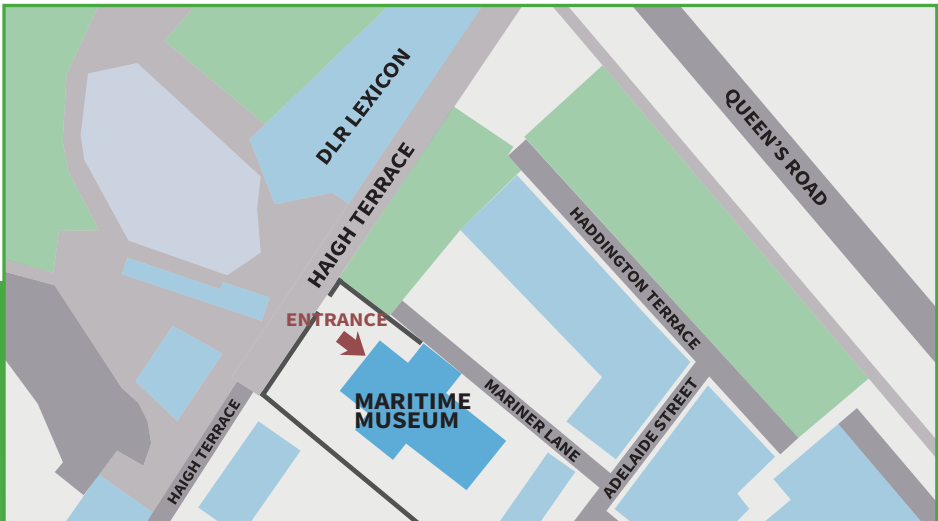 DLR LEXICON
QUEEN'S ROAD
HAIGH TERRACE
HADDINGTON TERRACE
ENTRANCE
MARITIME
MUSEUM
MARINER LANE
ADELAIDE STREET
HAIGH TERRACE